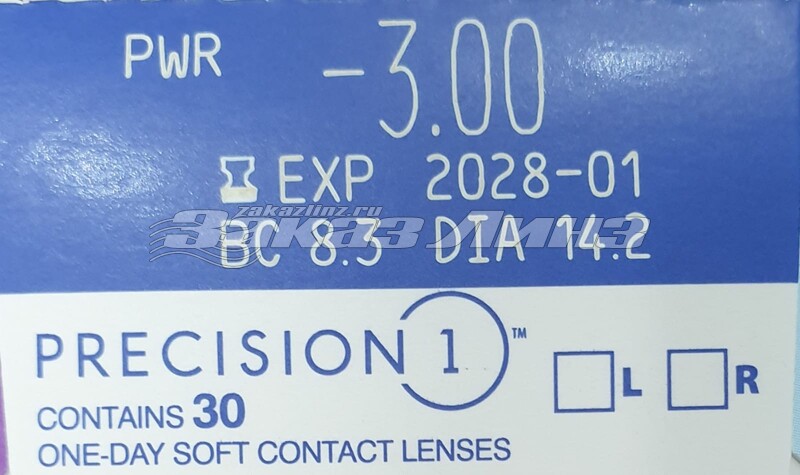 PWR -3.00
EXP 2028-01
zakazlinz.ru
Заказ Линз
BC 8.3 DIA 14.2
PRECISION 1™
L R
CONTAINS 30
ONE-DAY SOFT CONTACT LENSES